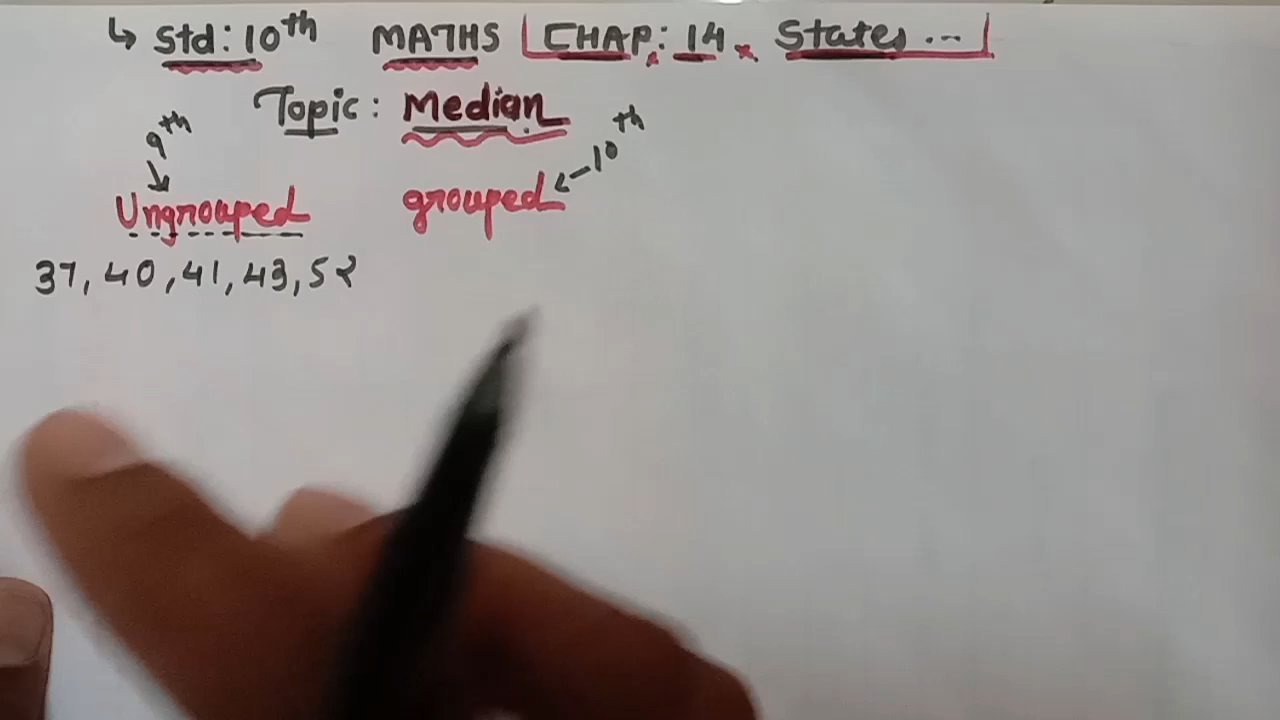 ↳ Std: 10th MATHS CHAP: 14 States...
Topic: Median
9th
10th
Ungrouped grouped
37, 40, 41, 43, 52